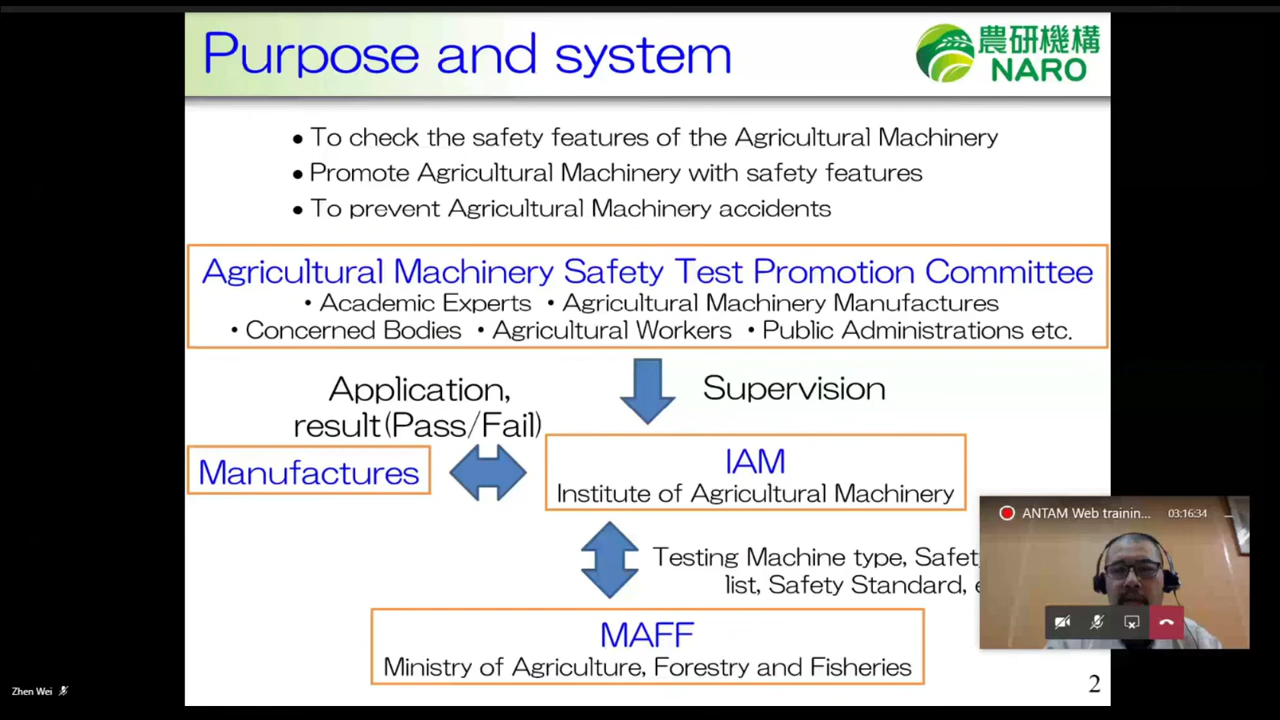 Purpose and system
農研機構
NARO
• To check the safety features of the Agricultural Machinery
• Promote Agricultural Machinery with safety features
• To prevent Agricultural Machinery accidents
Agricultural Machinery Safety Test Promotion Committee
・Academic Experts ・Agricultural Machinery Manufactures
・Concerned Bodies ・Agricultural Workers ・Public Administrations etc.
Application,
result(Pass/Fail)
Supervision
Manufactures
IAM
Institute of Agricultural Machinery
ANTAM Web trainin...
03:16:34
Testing Machine type,
list, Safety Standard,
MAFF
Ministry of Agriculture, Forestry and Fisheries
Zhen Wei
2